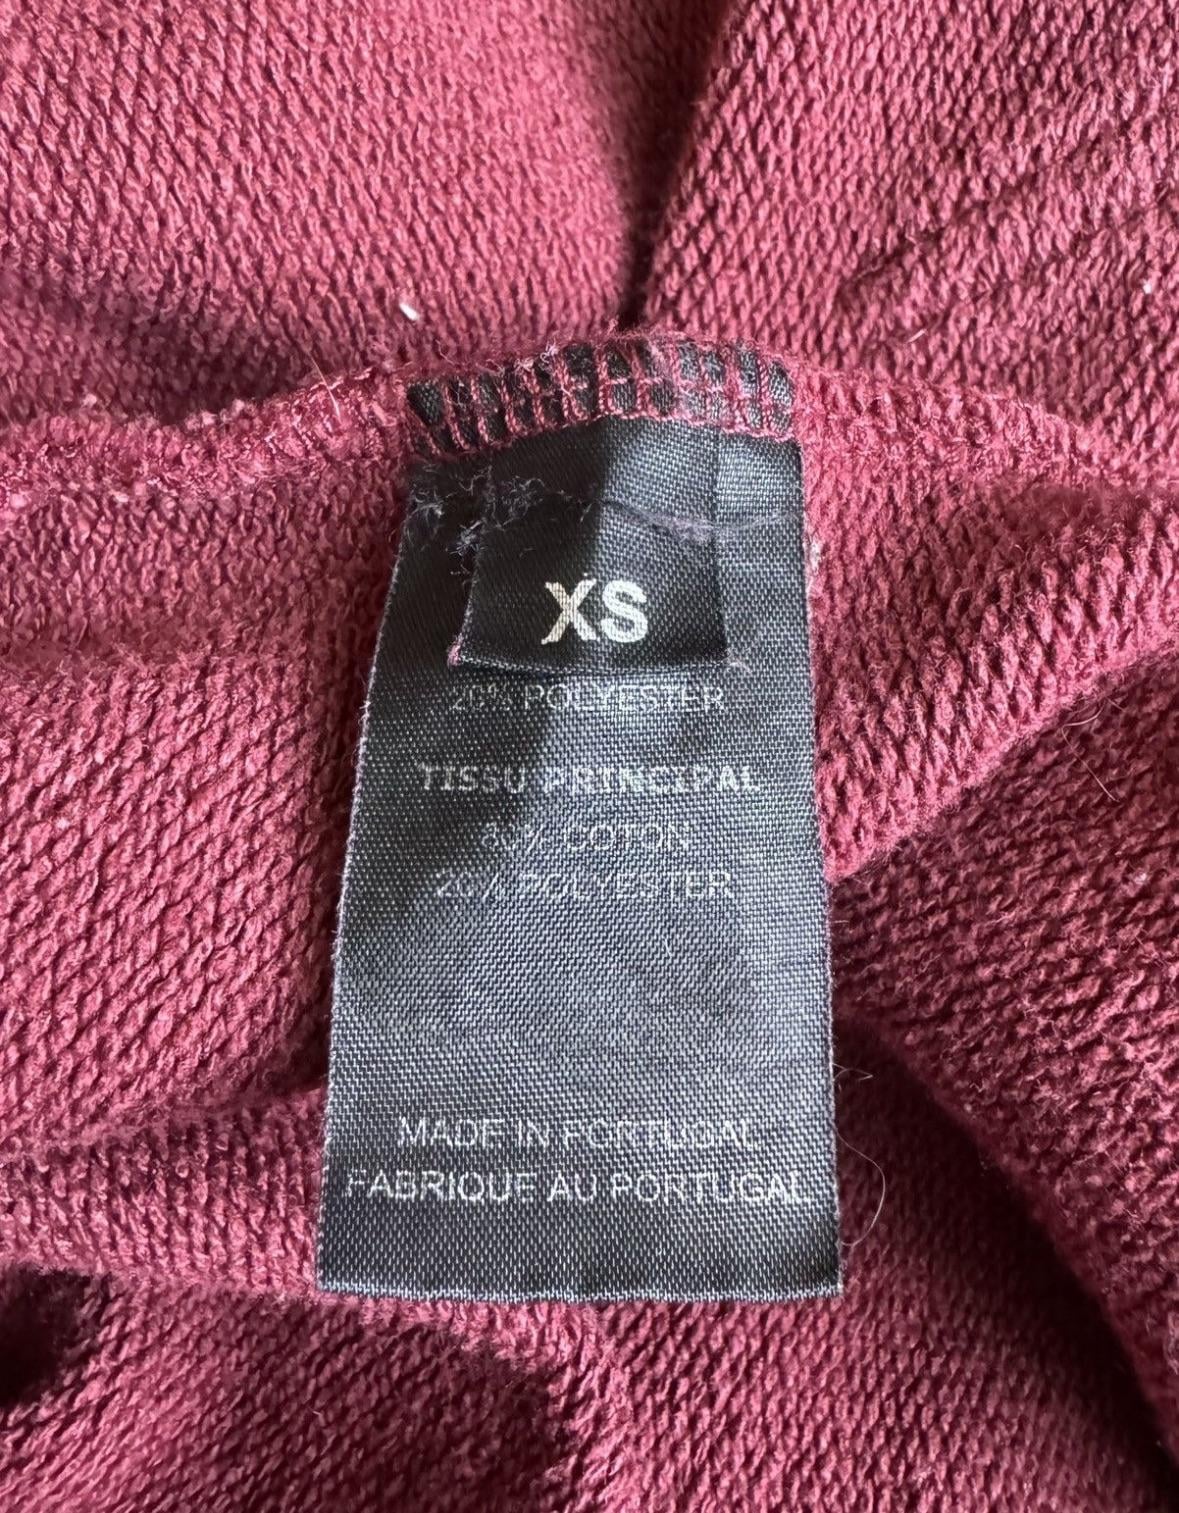 XS
20% POLYESTER
TISSU PRINCIPAL
80% COTON
20% POLYESTER
MADE IN PORTUGAL
FABRIQUE AU PORTUGAL